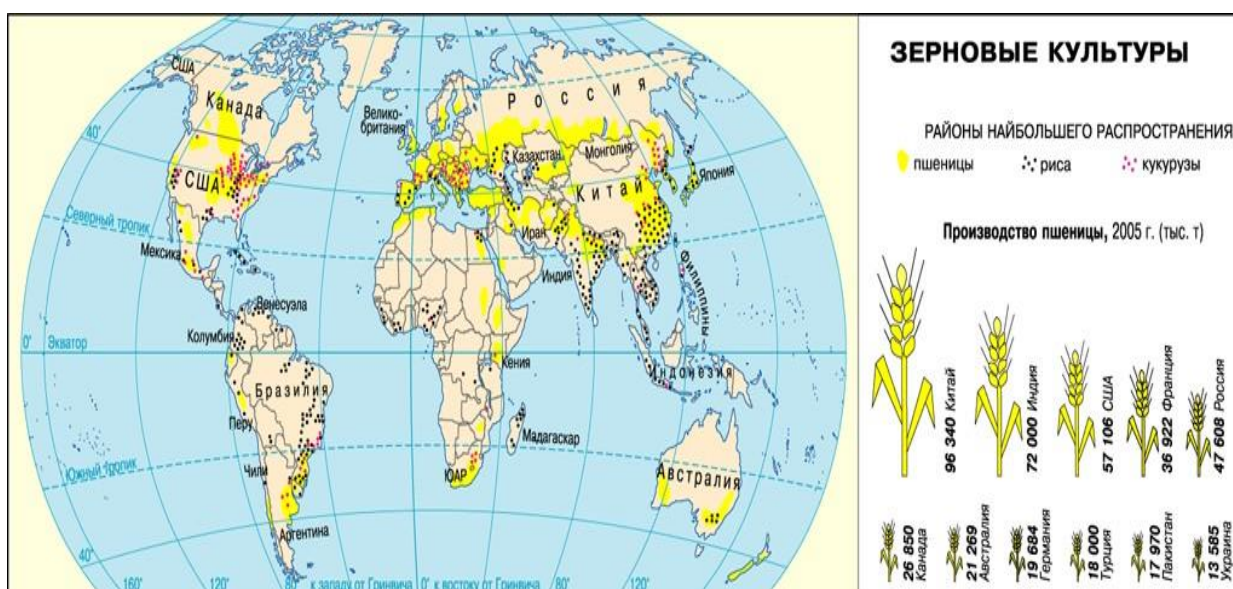 США
Канада
Велико-
британия
Россия
40°
США
Казахстан
Монголия
Япония
Китай
Северный тропик
Иран
Мексика
Индия
Филиппины
Венесуэла
Колумбия
0°
Экватор
Кения
Индонезия
Бразилия
Перу
Мадагаскар
Южный тропик
Чили
ЮАР
Австралия
Аргентина
40°
160°
120°
80°
к западу от Гринвича
0°
к востоку от Гринвича
80°
120°
ЗЕРНОВЫЕ КУЛЬТУРЫ
РАЙОНЫ НАИБОЛЬШЕГО РАСПРОСТРАНЕНИЯ
пшеницы
риса
кукурузы
Производство пшеницы, 2005 г. (тыс. т)
96 340 Китай
72 000 Индия
57 106 США
36 922 Франция
47 608 Россия
26 850
Канада
21 269
Австралия
19 684
Германия
18 000
Турция
17 970
Пакистан
13 585
Украина